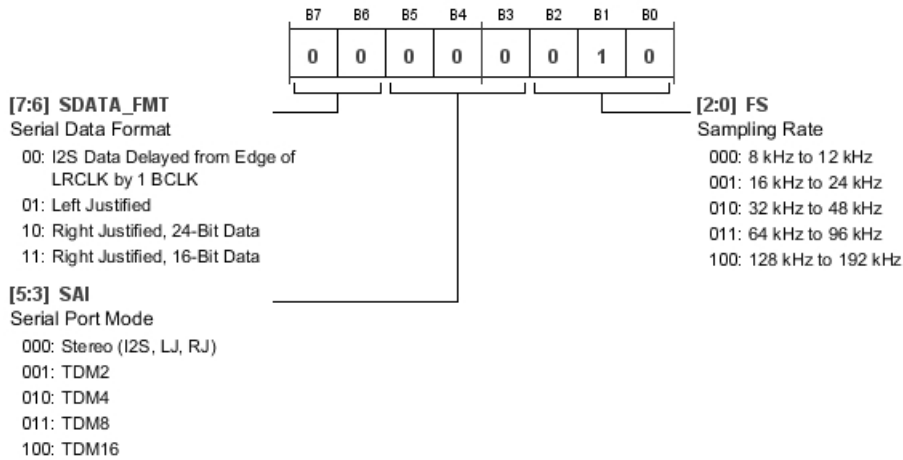 B7 B6 B5 B4 B3 B2 B1 B0
0 0 0 0 0 0 1 0
[7:6] SDATA_FMT
Serial Data Format
00: I2S Data Delayed from Edge of
LRCLK by 1 BCLK
01: Left Justified
10: Right Justified, 24-Bit Data
11: Right Justified, 16-Bit Data
[5:3] SAI
Serial Port Mode
000: Stereo (I2S, LJ, RJ)
001: TDM2
010: TDM4
011: TDM8
100: TDM16
[2:0] FS
Sampling Rate
000: 8 kHz to 12 kHz
001: 16 kHz to 24 kHz
010: 32 kHz to 48 kHz
011: 64 kHz to 96 kHz
100: 128 kHz to 192 kHz